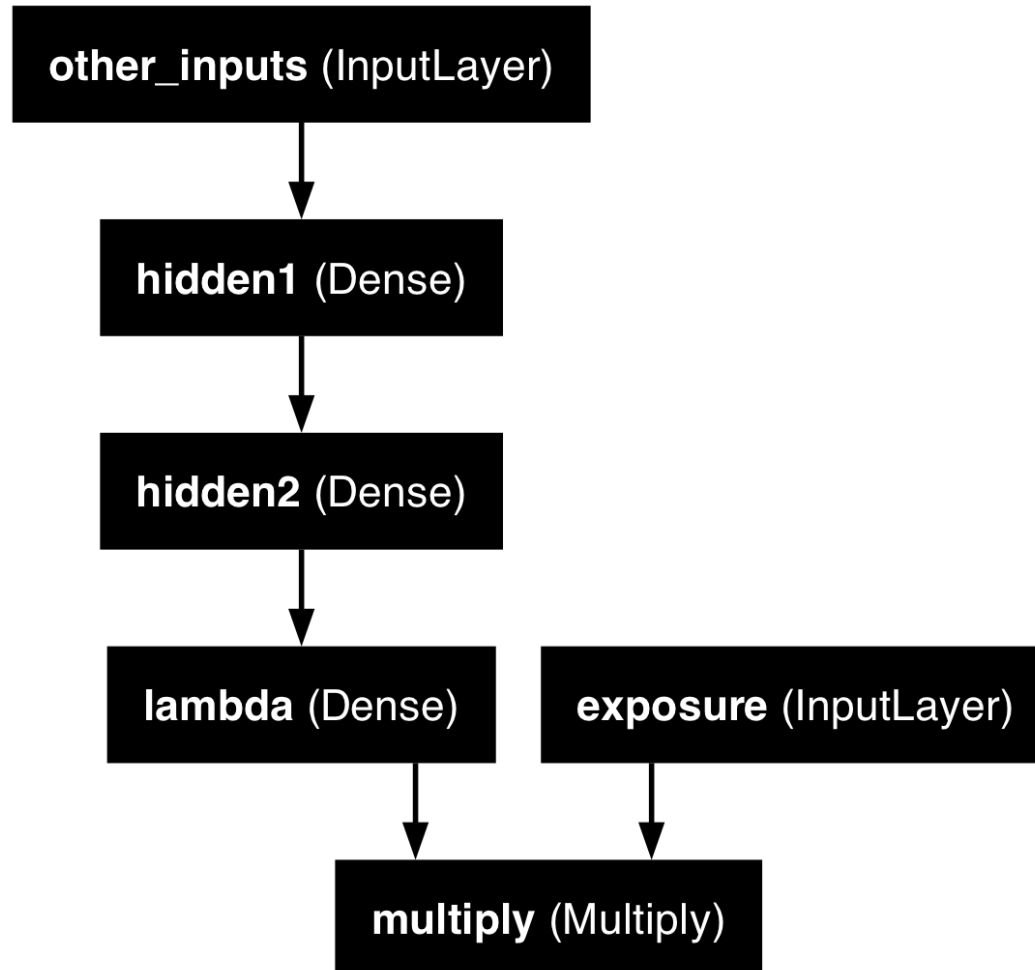 other_inputs (InputLayer)
hidden1 (Dense)
hidden2 (Dense)
lambda (Dense)
exposure (InputLayer)
multiply (Multiply)